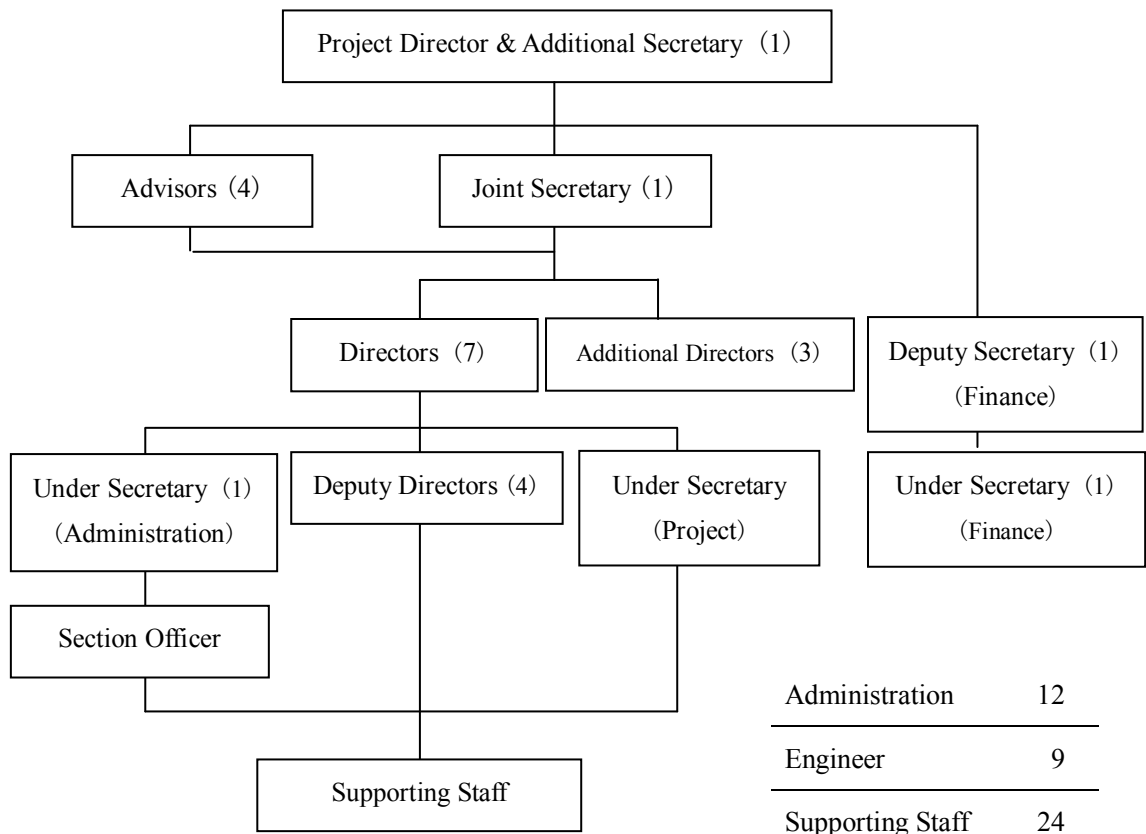 Project Director & Additional Secretary (1)
Advisors (4)
Joint Secretary (1)
Directors (7)
Additional Directors (3)
Deputy Secretary (1)
(Finance)
Under Secretary (1)
(Administration)
Deputy Directors (4)
Under Secretary
(Project)
Under Secretary (1)
(Finance)
Section Officer
Supporting Staff
Administration 12
Engineer 9
Supporting Staff 24